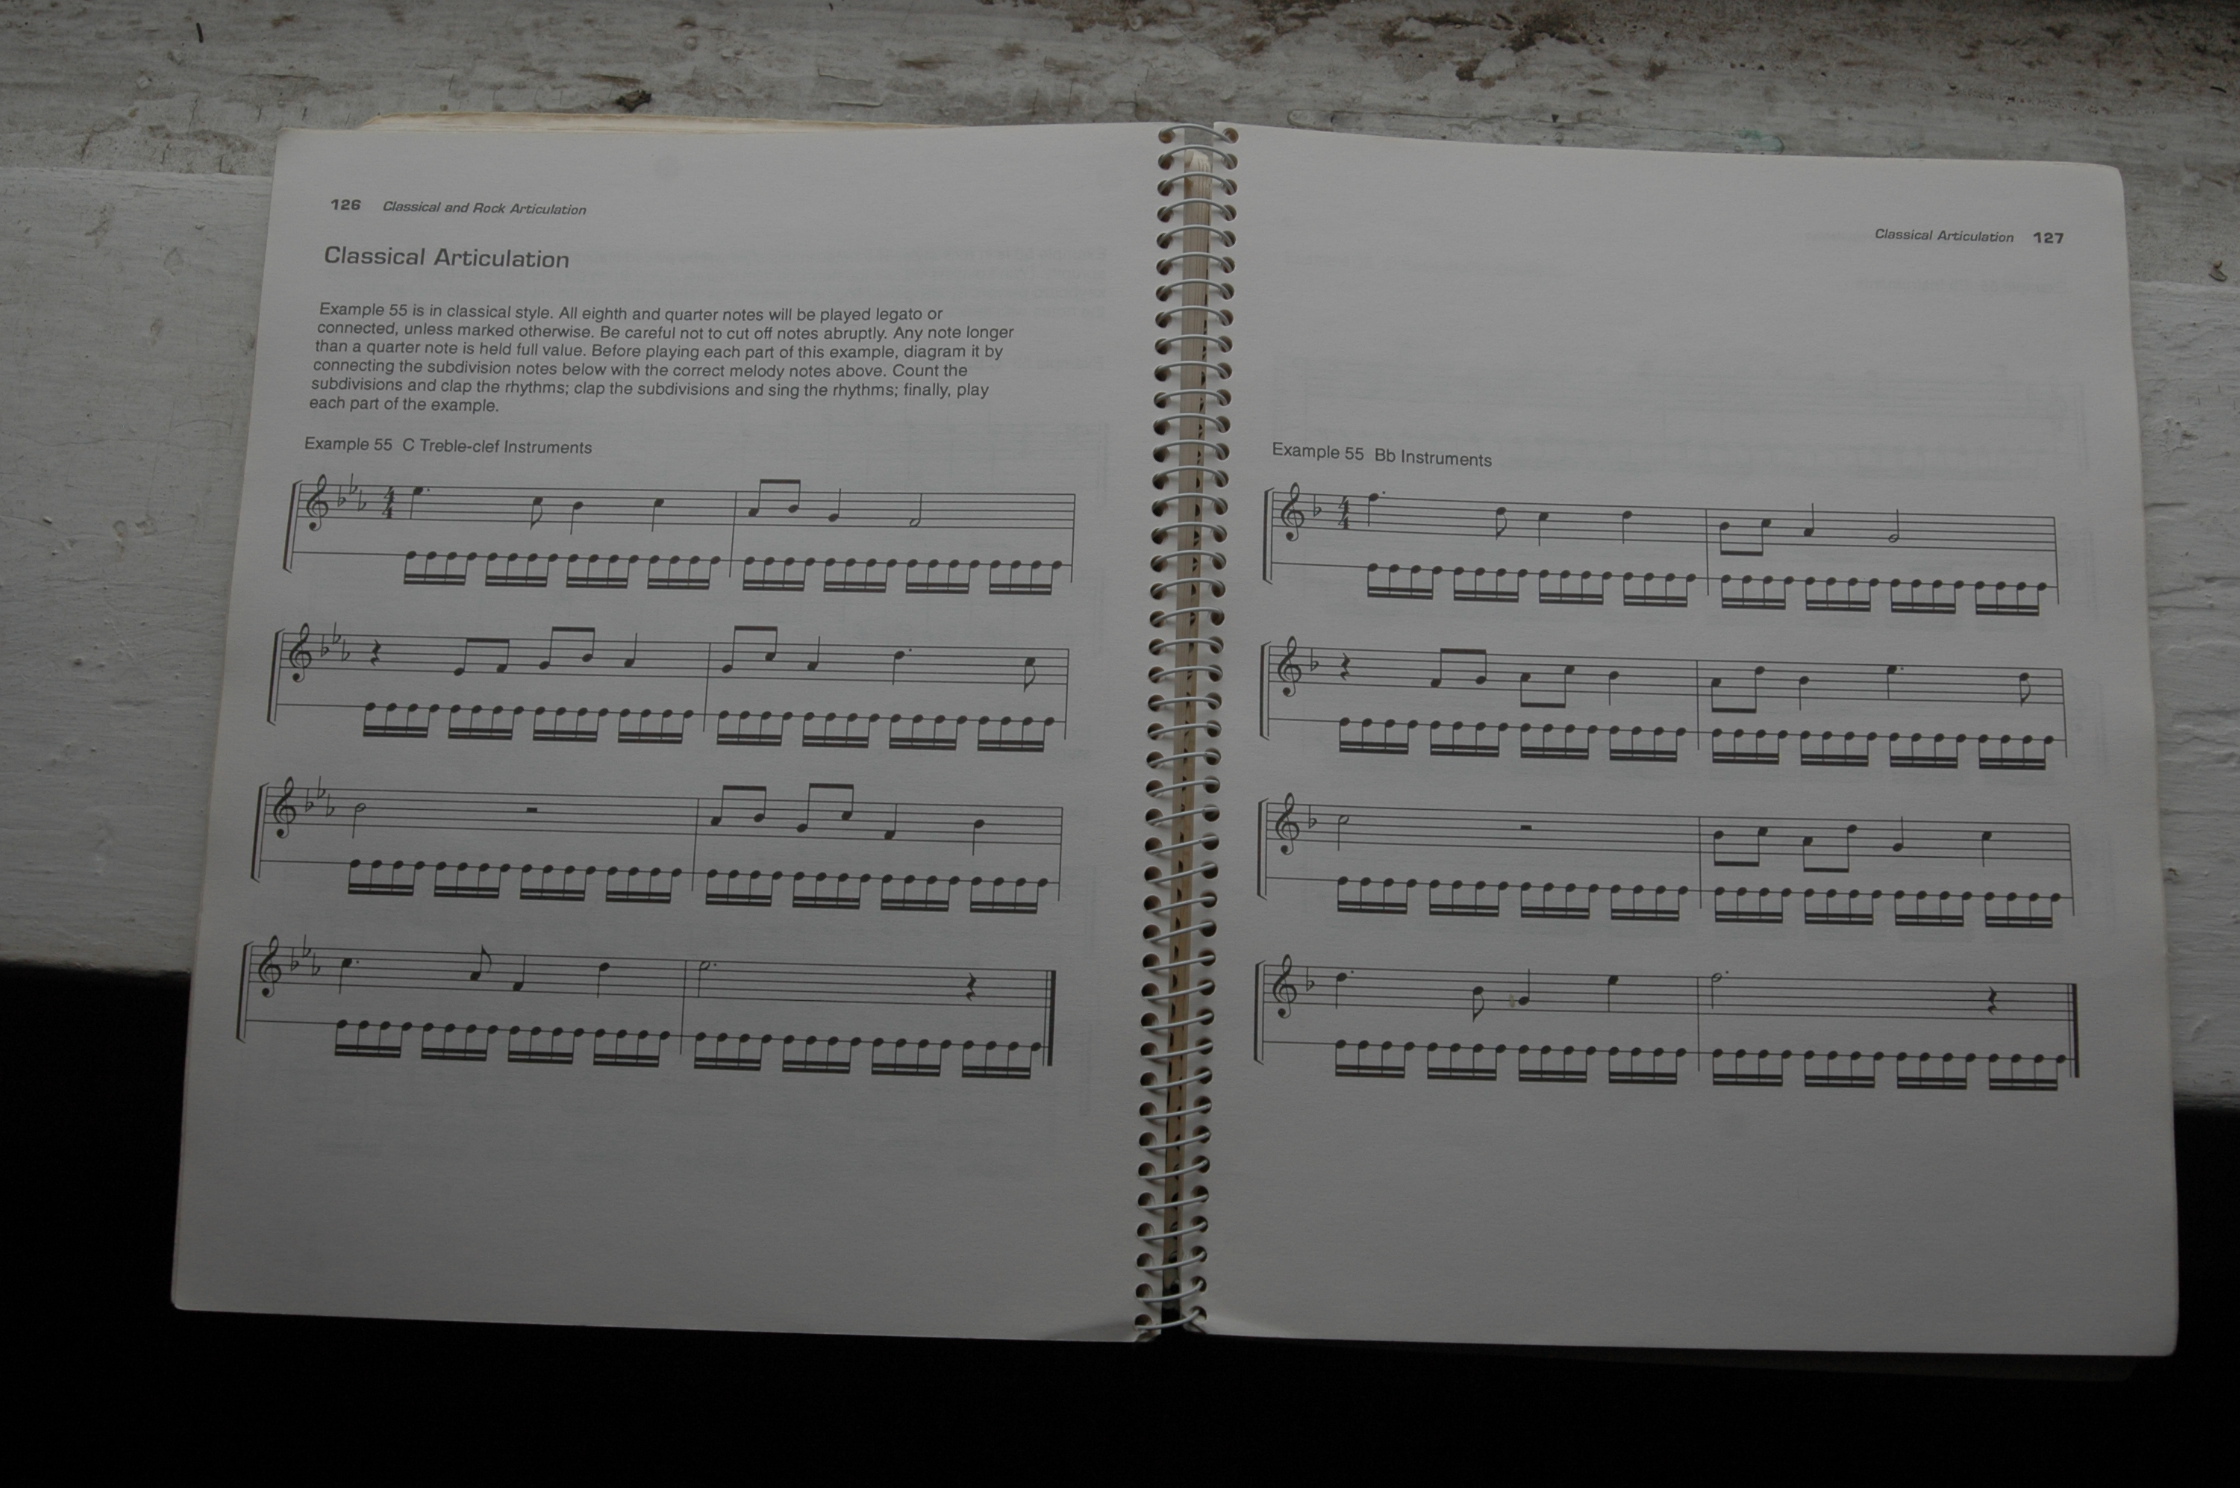 126 Classical and Rock Articulation
Classical Articulation
Example 55 is in classical style. All eighth and quarter notes will be played legato or
connected, unless marked otherwise. Be careful not to cut off notes abruptly. Any note longer
than a quarter note is held full value. Before playing each part of this example, diagram it by
connecting the subdivision notes below with the correct melody notes above. Count the
subdivisions and clap the rhythms; clap the subdivisions and sing the rhythms; finally, play
each part of the example.
Example 55 C Treble-clef Instruments
4
4
Classical Articulation 127
Example 55 Bb Instruments
4
4